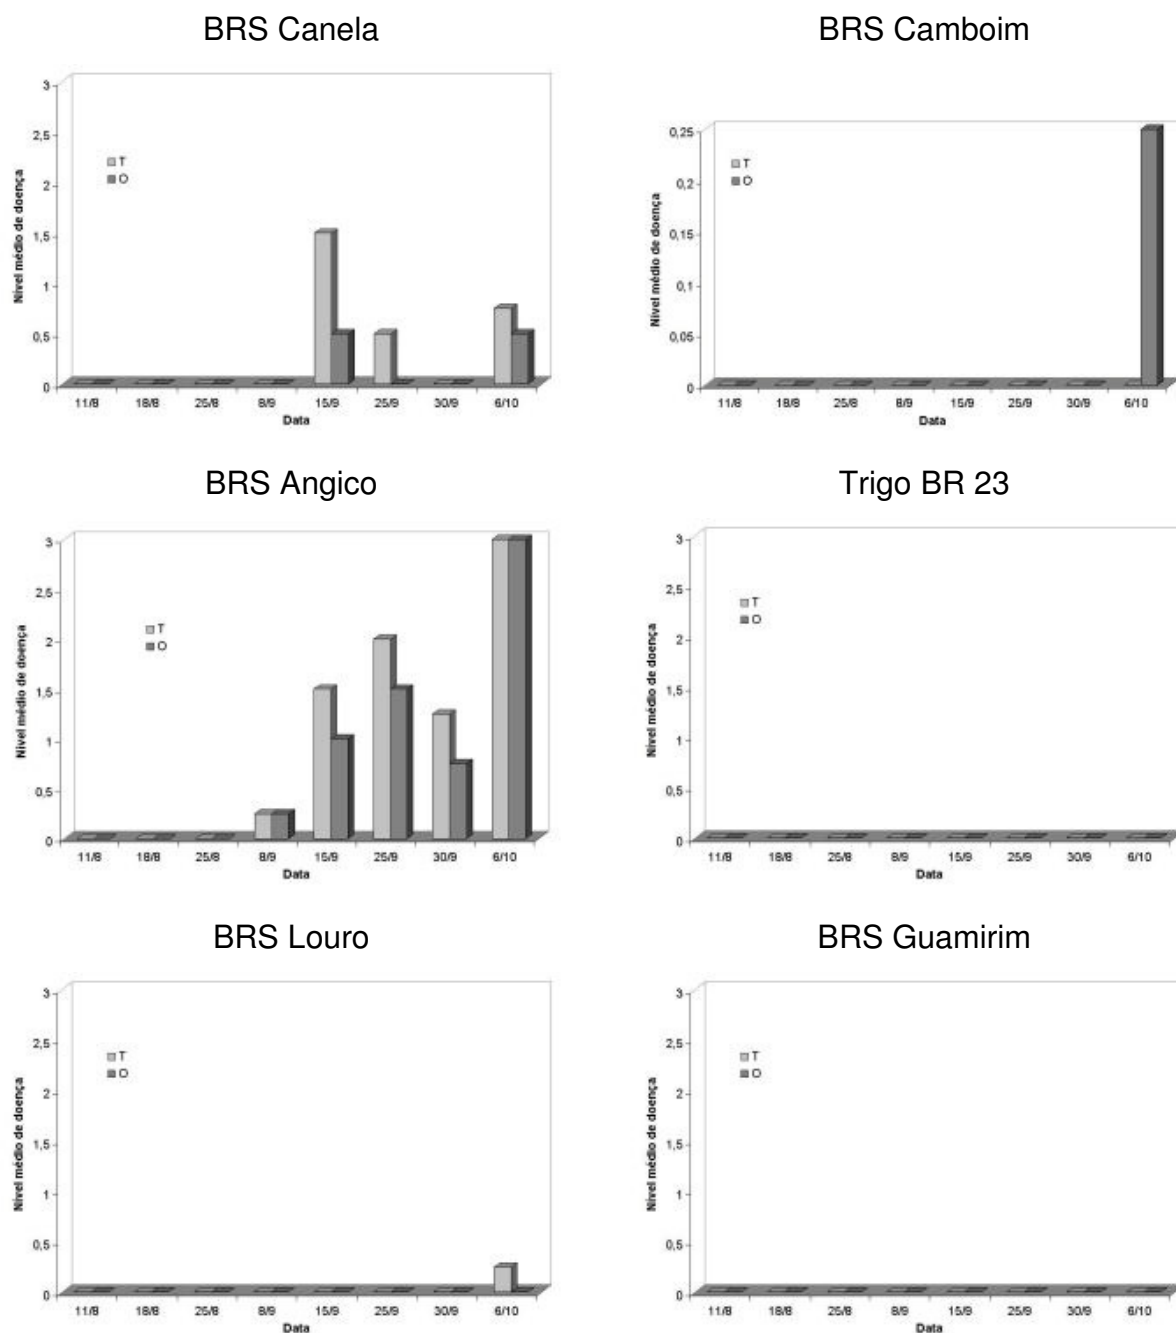 BRS Canela
3
2,5
2
1,5
1
0,5
0
Nível médio de doença
T
O
11/8 18/8 25/8 8/9 15/9 25/9 30/9 6/10
Data
BRS Camboim
0,25
0,2
0,15
0,1
0,05
0
Nível médio de doença
T
O
11/8 18/8 25/8 8/9 15/9 25/9 30/9 6/10
Data
BRS Angico
3
2,5
2
1,5
1
0,5
0
Nível médio de doença
T
O
11/8 18/8 25/8 8/9 15/9 25/9 30/9 6/10
Data
Trigo BR 23
3
2,5
2
1,5
1
0,5
0
Nível médio de doença
T
O
11/8 18/8 25/8 8/9 15/9 25/9 30/9 6/10
Data
BRS Louro
3
2,5
2
1,5
1
0,5
0
Nível médio de doença
T
O
11/8 18/8 25/8 8/9 15/9 25/9 30/9 6/10
Data
BRS Guamirim
3
2,5
2
1,5
1
0,5
0
Nível médio de doença
T
O
11/8 18/8 25/8 8/9 15/9 25/9 30/9 6/10
Data